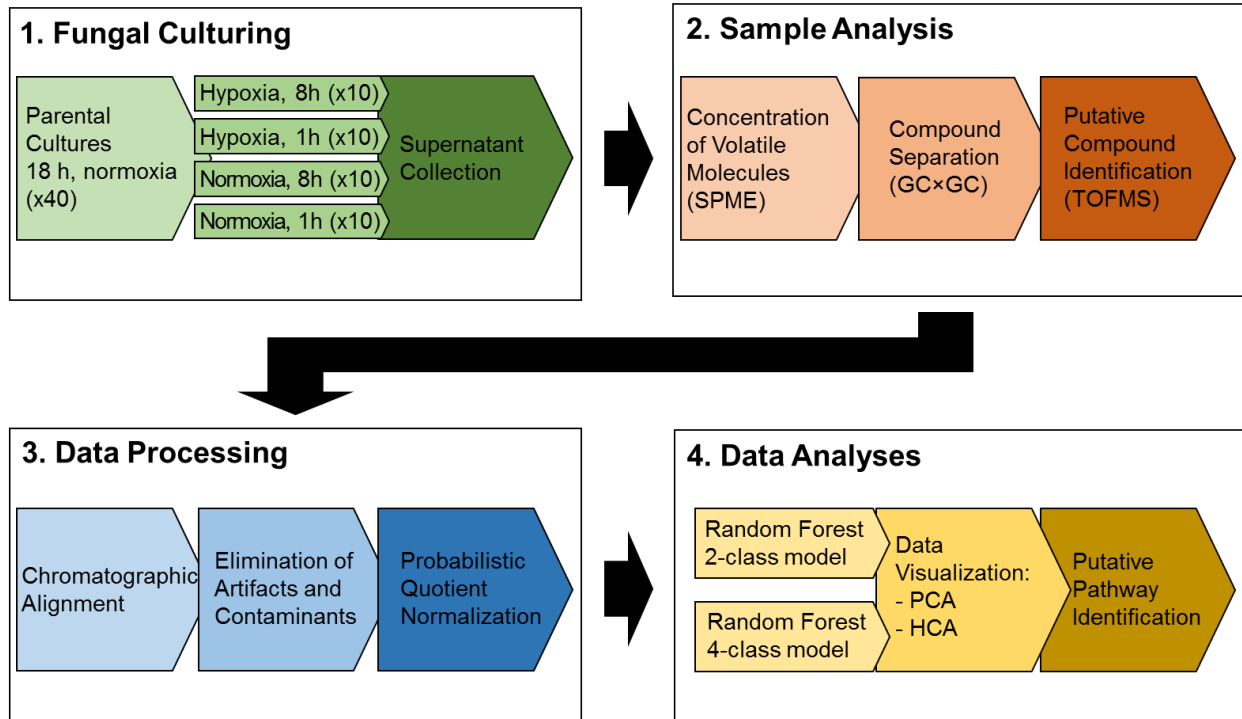 1. Fungal Culturing
Parental
Cultures
18 h, normoxia
(x40)
Hypoxia, 8h (x10)
Hypoxia, 1h (x10)
Normoxia, 8h (x10)
Normoxia, 1h (x10)
Supernatant
Collection
2. Sample Analysis
Concentration
of Volatile
Molecules
(SPME)
Compound
Separation
(GC×GC)
Putative
Compound
Identification
(TOFMS)
3. Data Processing
Chromatographic
Alignment
Elimination of
Artifacts and
Contaminants
Probabilistic
Quotient
Normalization
4. Data Analyses
Random Forest
2-class model
Random Forest
4-class model
Data
Visualization:
- PCA
- HCA
Putative
Pathway
Identification